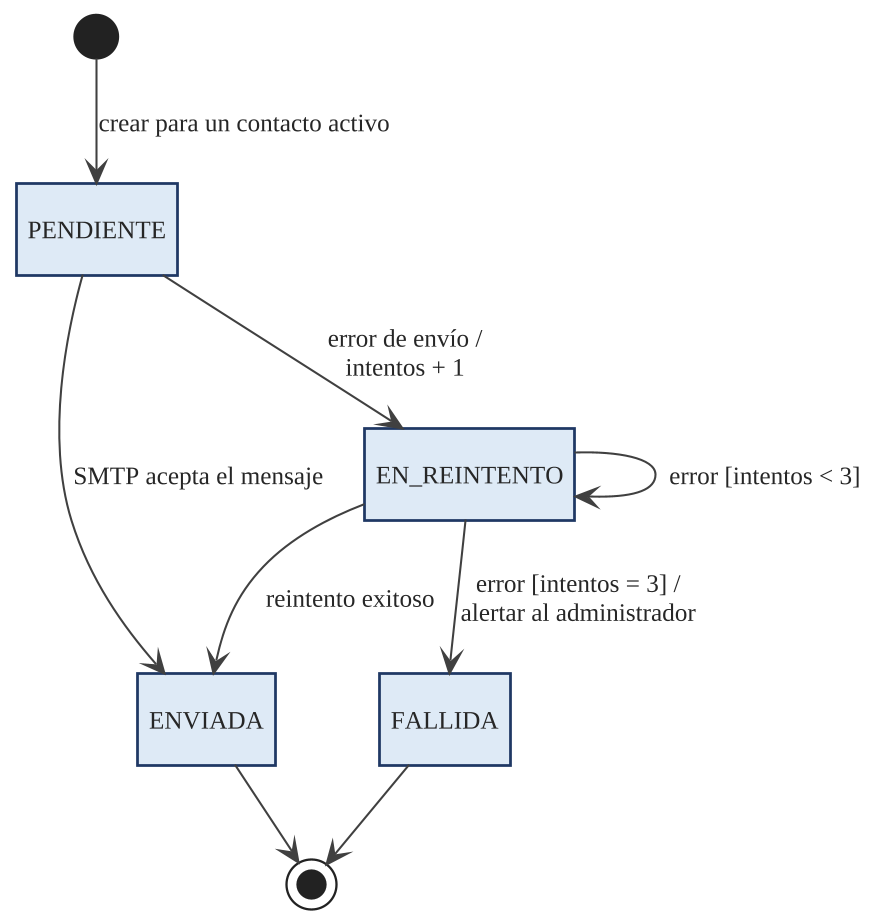 crear para un contacto activo
PENDIENTE
error de envío /
intentos + 1
SMTP acepta el mensaje
EN_REINTENTO
error [intentos < 3]
reintento exitoso
error [intentos = 3] /
alertar al administrador
ENVIADA
FALLIDA